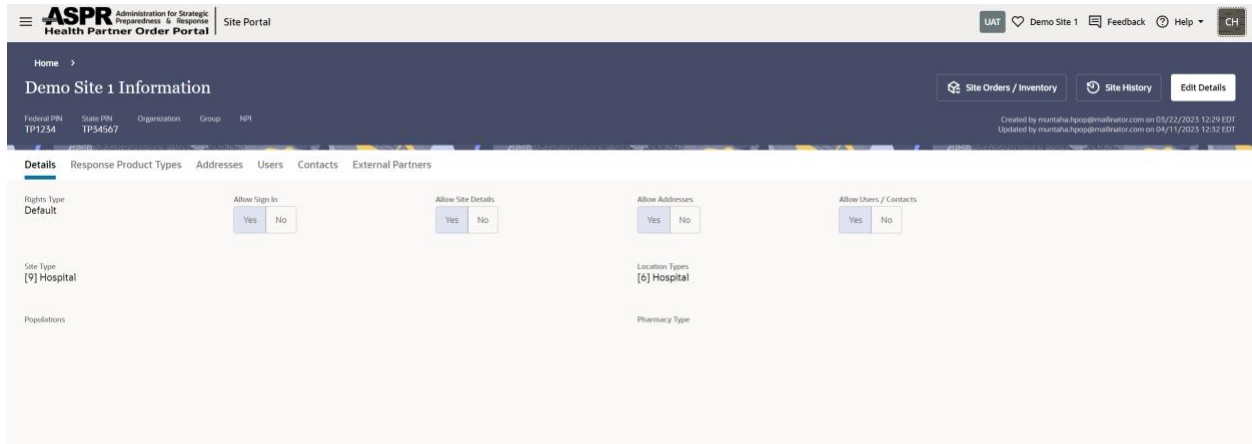 ASPR Administration for Strategic Preparedness & Response
Health Partner Order Portal
Site Portal
UAT Demo Site 1 Feedback Help CH
Home >
Demo Site 1 Information
Site Orders / Inventory Site History Edit Details
Federal PIN State PIN Organization Group NPI
TP1234 TP34567
Created by muntaha.hpop@mailinator.com on 03/22/2023 12:29 EDT
Updated by muntaha.hpop@mailinator.com on 04/11/2023 12:32 EDT
Details Response Product Types Addresses Users Contacts External Partners
Rights Type Allow Sign In Allow Site Details Allow Addresses Allow Users / Contacts
Default Yes No Yes No Yes No Yes No
Site Type Location Types
[9] Hospital [6] Hospital
Populations Pharmacy Type